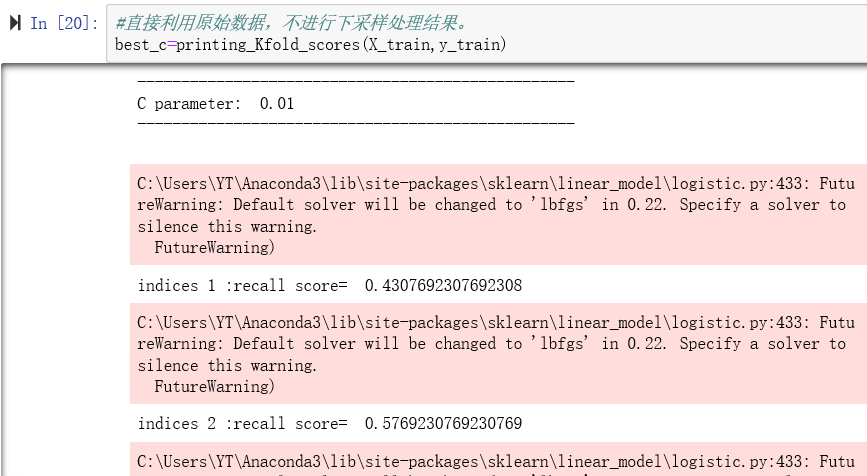 In [20]: #直接利用原始数据，不进行下采样处理结果。
best_c=printing_Kfold_scores(X_train,y_train)
--------------------------------------------------
C parameter:  0.01
--------------------------------------------------
C:\Users\YT\Anaconda3\lib\site-packages\sklearn\linear_model\logistic.py:433: Futu
reWarning: Default solver will be changed to 'lbfgs' in 0.22. Specify a solver to
silence this warning.
  FutureWarning)
indices 1 :recall score=  0.4307692307692308
C:\Users\YT\Anaconda3\lib\site-packages\sklearn\linear_model\logistic.py:433: Futu
reWarning: Default solver will be changed to 'lbfgs' in 0.22. Specify a solver to
silence this warning.
  FutureWarning)
indices 2 :recall score=  0.5769230769230769
C:\Users\YT\Anaconda3\lib\site-packages\sklearn\linear_model\logistic.py:433: Futu